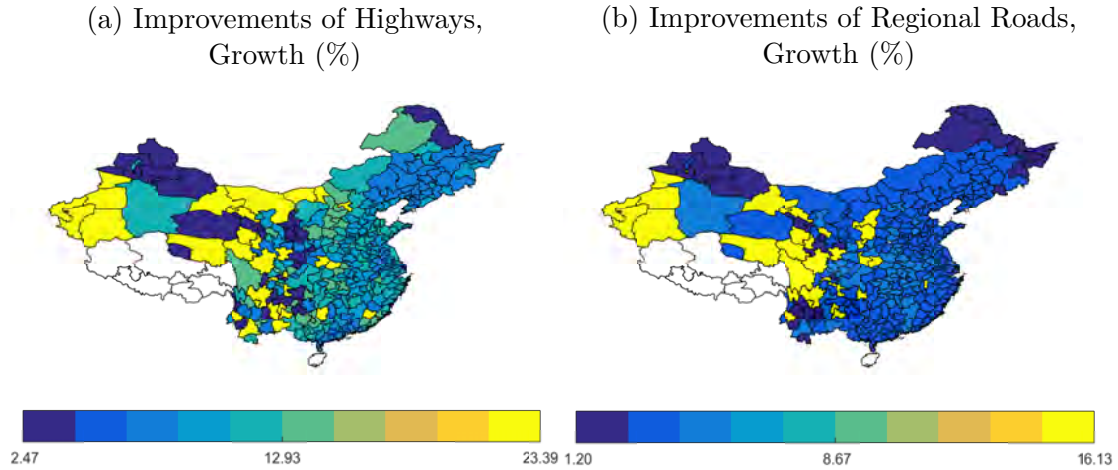 (a) Improvements of Highways,
Growth (%)
(b) Improvements of Regional Roads,
Growth (%)
2.47 12.93 23.39
1.20 8.67 16.13